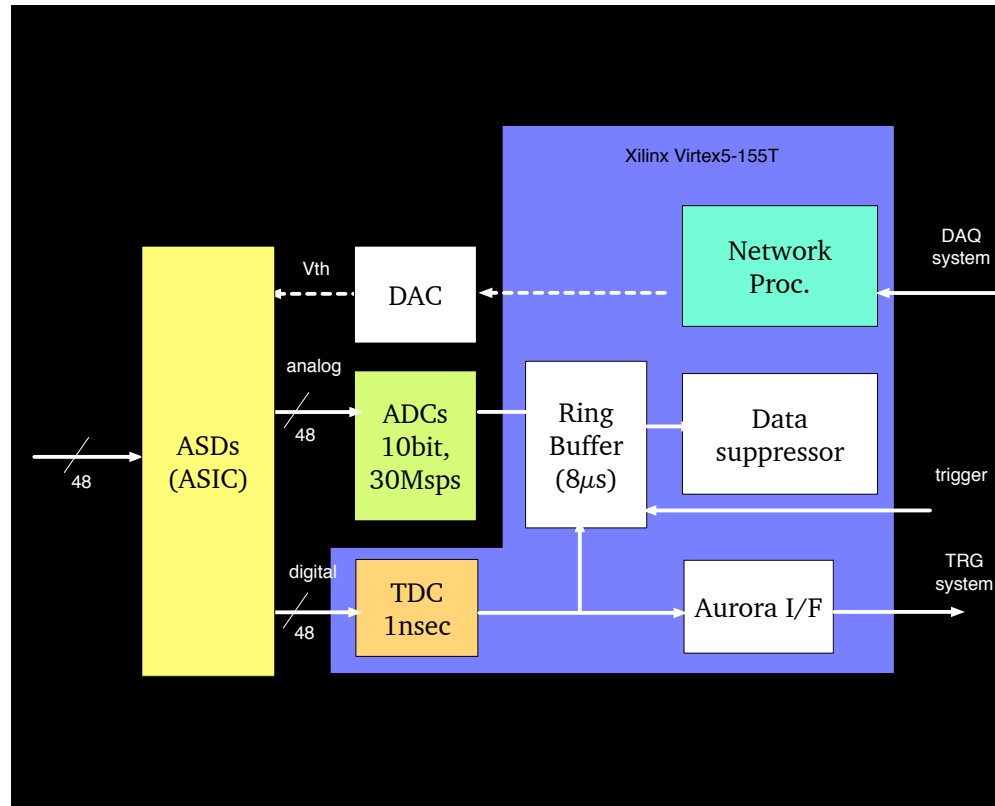 Xilinx Virtex5-155T
Network
Proc.
DAQ
system
Vth
DAC
analog
48
ADCs
10bit,
30Msps
Ring
Buffer
(8μs)
Data
suppressor
ASDs
(ASIC)
48
trigger
digital
48
TDC
1nsec
Aurora I/F
TRG
system